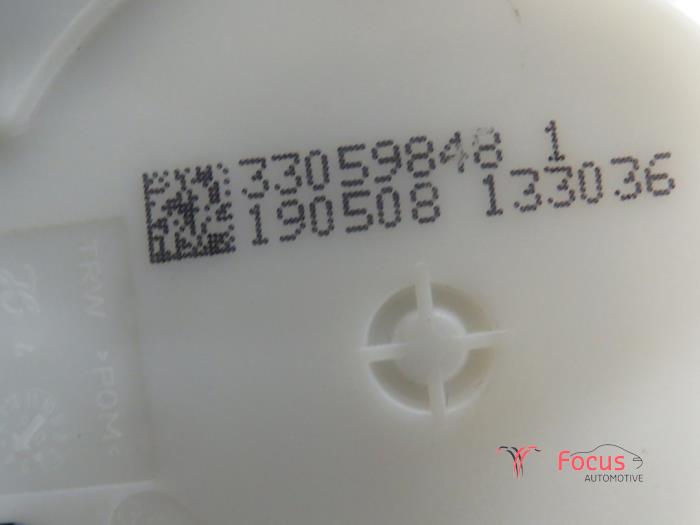 33059848 1
190508 133036
TRW >POM<
Focus
AUTOMOTIVE